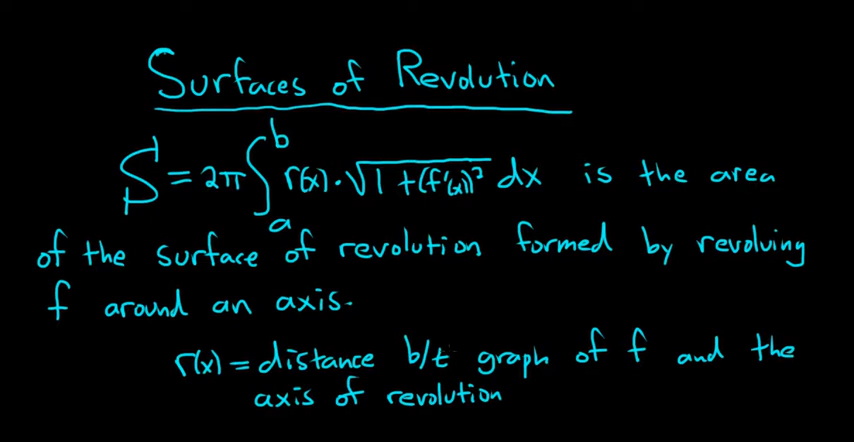 Surfaces of Revolution
S = 2π ∫_a^b r(x) · √(1 + (f'(x))²) dx is the area
of the surface of revolution formed by revolving
f around an axis.
r(x) = distance b/t graph of f and the
axis of revolution